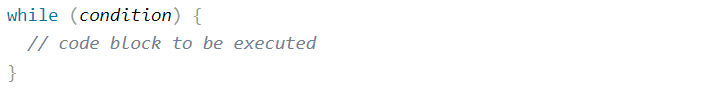 while (condition) {
  // code block to be executed
}